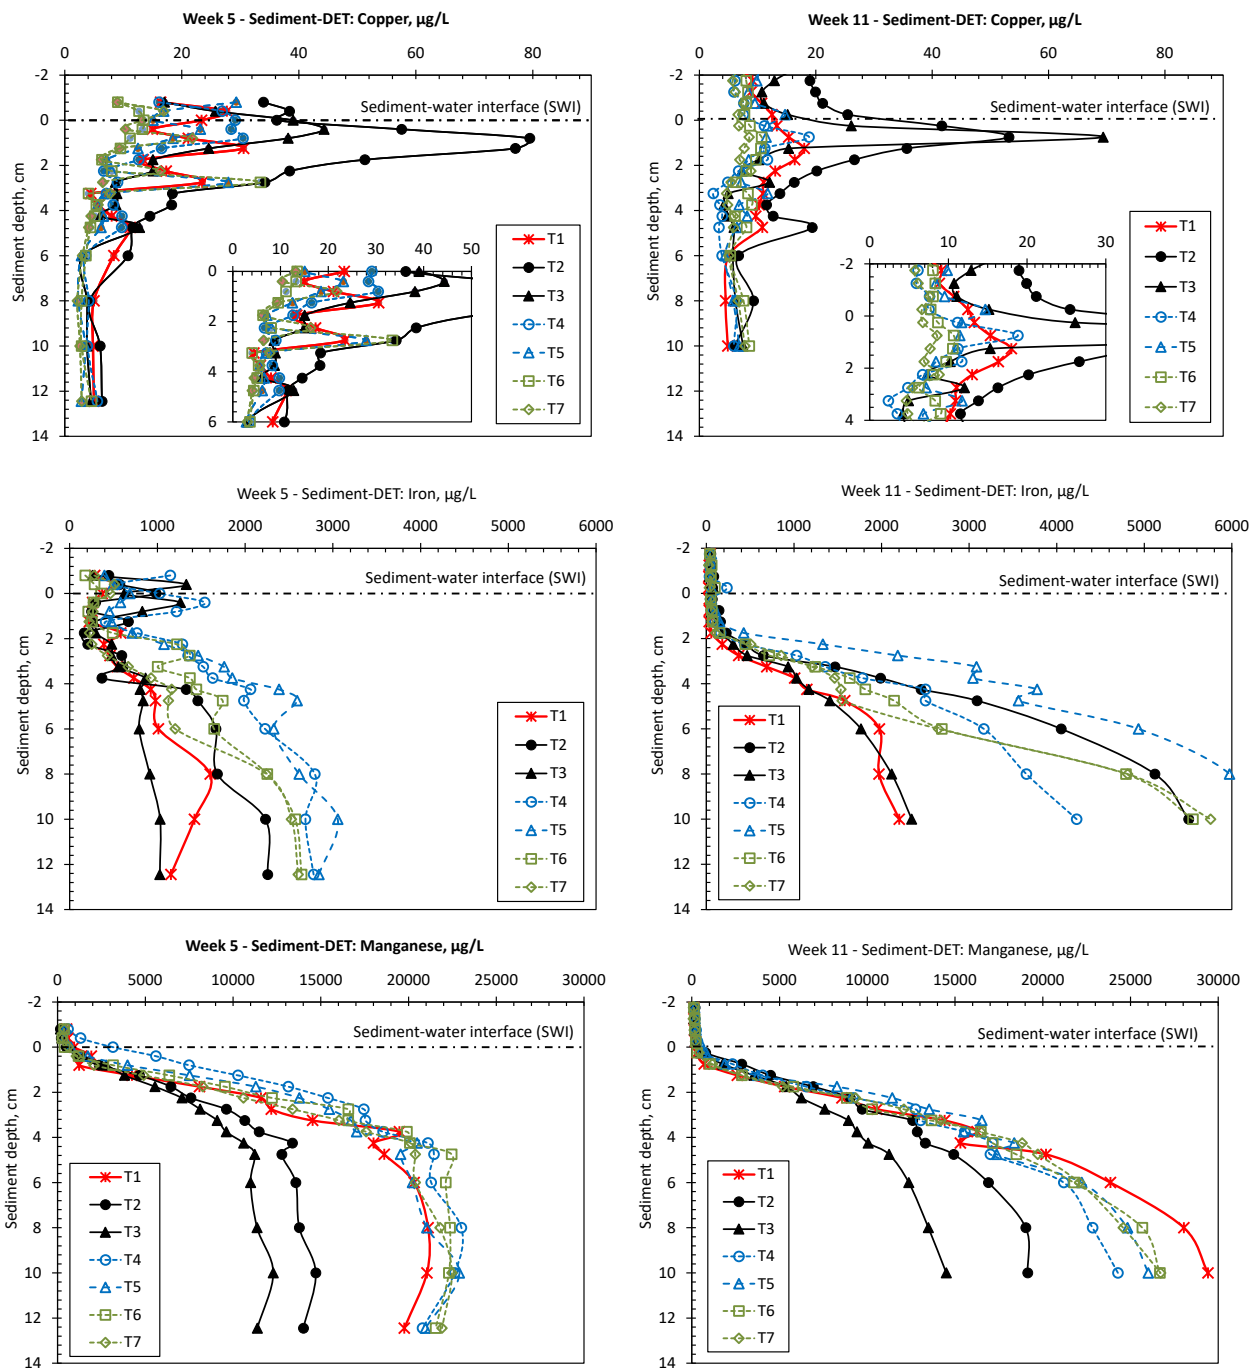 Week 5 - Sediment-DET: Copper, µg/L
0 20 40 60 80
-2
0
2
4
6
8
10
12
14
Sediment depth, cm
Sediment-water interface (SWI)
T1
T2
T3
T4
T5
T6
T7
0 10 20 30 40 50
0
2
4
6
Week 11 - Sediment-DET: Copper, µg/L
0 20 40 60 80
-2
0
2
4
6
8
10
12
14
Sediment depth, cm
Sediment-water interface (SWI)
T1
T2
T3
T4
T5
T6
T7
0 10 20 30
-2
0
2
4
Week 5 - Sediment-DET: Iron, µg/L
0 1000 2000 3000 4000 5000 6000
-2
0
2
4
6
8
10
12
14
Sediment depth, cm
Sediment-water interface (SWI)
T1
T2
T3
T4
T5
T6
T7
Week 11 - Sediment-DET: Iron, µg/L
0 1000 2000 3000 4000 5000 6000
-2
0
2
4
6
8
10
12
14
Sediment depth, cm
Sediment-water interface (SWI)
T1
T2
T3
T4
T5
T6
T7
Week 5 - Sediment-DET: Manganese, µg/L
0 5000 10000 15000 20000 25000 30000
-2
0
2
4
6
8
10
12
14
Sediment depth, cm
Sediment-water interface (SWI)
T1
T2
T3
T4
T5
T6
T7
Week 11 - Sediment-DET: Manganese, µg/L
0 5000 10000 15000 20000 25000 30000
-2
0
2
4
6
8
10
12
14
Sediment depth, cm
Sediment-water interface (SWI)
T1
T2
T3
T4
T5
T6
T7